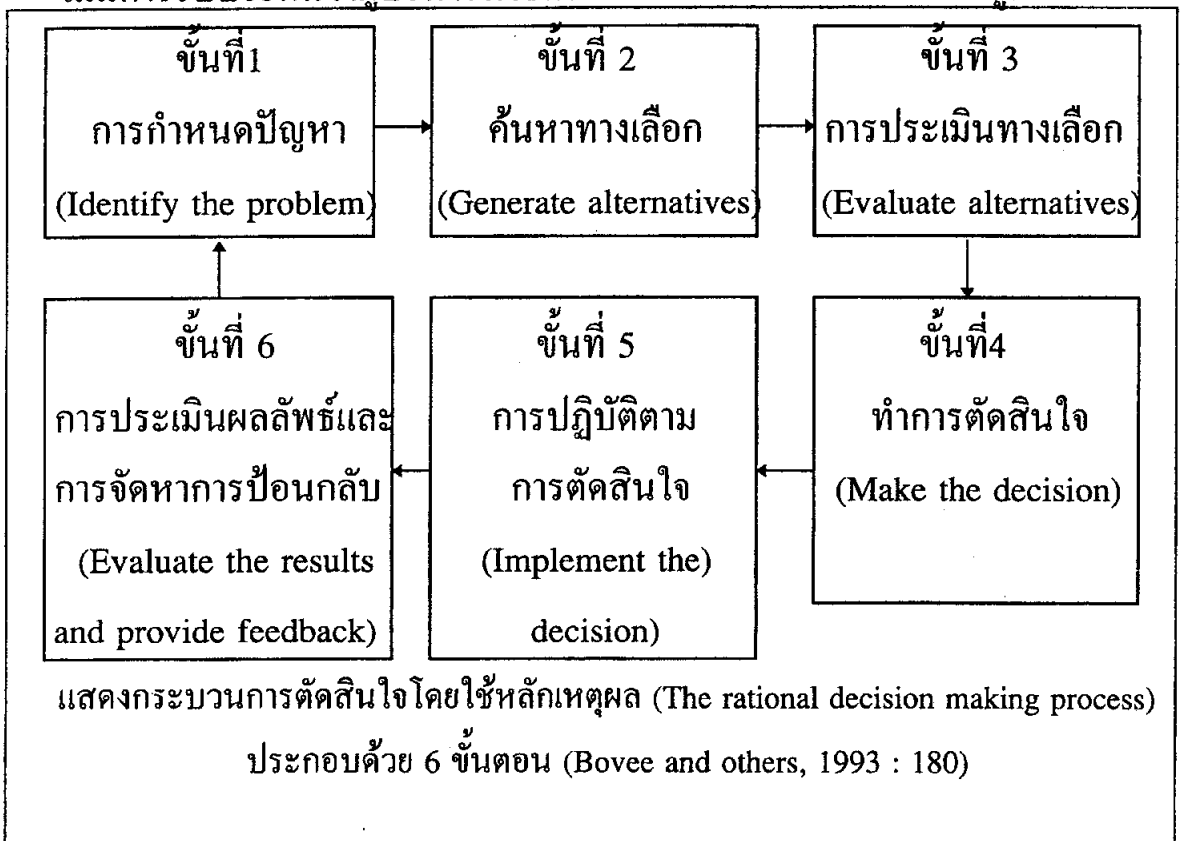 ขั้นที่1
การกำหนดปัญหา
(Identify the problem)
ขั้นที่ 2
ค้นหาทางเลือก
(Generate alternatives)
ขั้นที่ 3
การประเมินทางเลือก
(Evaluate alternatives)
ขั้นที่ 6
การประเมินผลลัพธ์และ
การจัดหาการป้อนกลับ
(Evaluate the results
and provide feedback)
ขั้นที่ 5
การปฏิบัติตาม
การตัดสินใจ
(Implement the)
decision)
ขั้นที่4
ทำการตัดสินใจ
(Make the decision)
แสดงกระบวนการตัดสินใจโดยใช้หลักเหตุผล (The rational decision making process)
ประกอบด้วย 6 ขั้นตอน (Bovee and others, 1993 : 180)